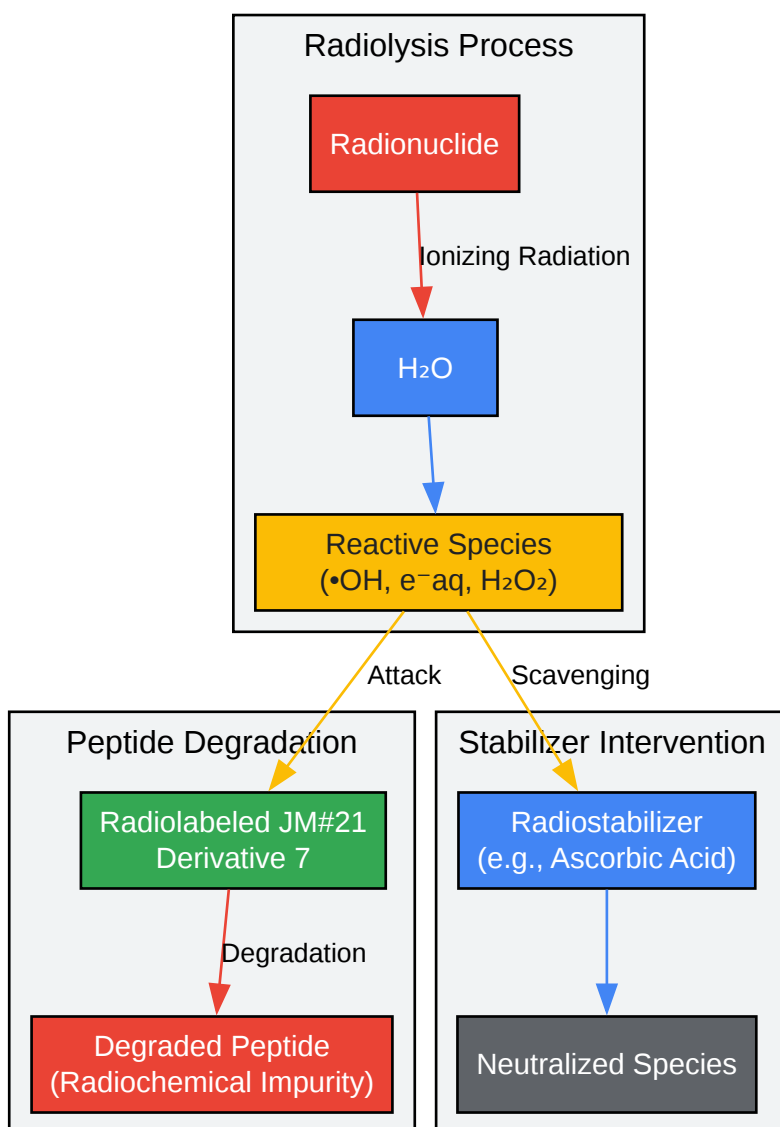 Radiolysis Process
Radionuclide
Ionizing Radiation
H₂O
Reactive Species
(•OH, e⁻aq, H₂O₂)
Attack
Scavenging
Peptide Degradation
Stabilizer Intervention
Radiolabeled JM#21
Derivative 7
Radiostabilizer
(e.g., Ascorbic Acid)
Degradation
Degraded Peptide
(Radiochemical Impurity)
Neutralized Species